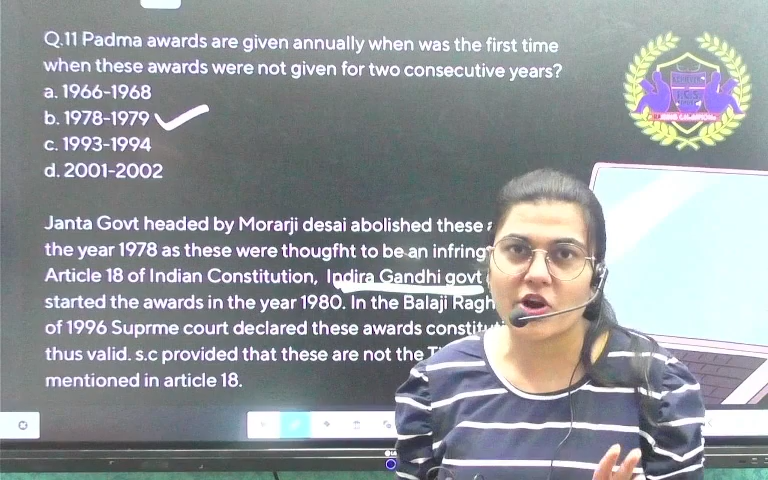 Q.11 Padma awards are given annually when was the first time
when these awards were not given for two consecutive years?
a. 1966-1968
b. 1978-1979
c. 1993-1994
d. 2001-2002
Janta Govt headed by Morarji desai abolished these
the year 1978 as these were thougfht to be an infring
Article 18 of Indian Constitution, Indira Gandhi govt
started the awards in the year 1980. In the Balaji Ragh
of 1996 Suprme court declared these awards constituti
thus valid. s.c provided that these are not the
mentioned in article 18.